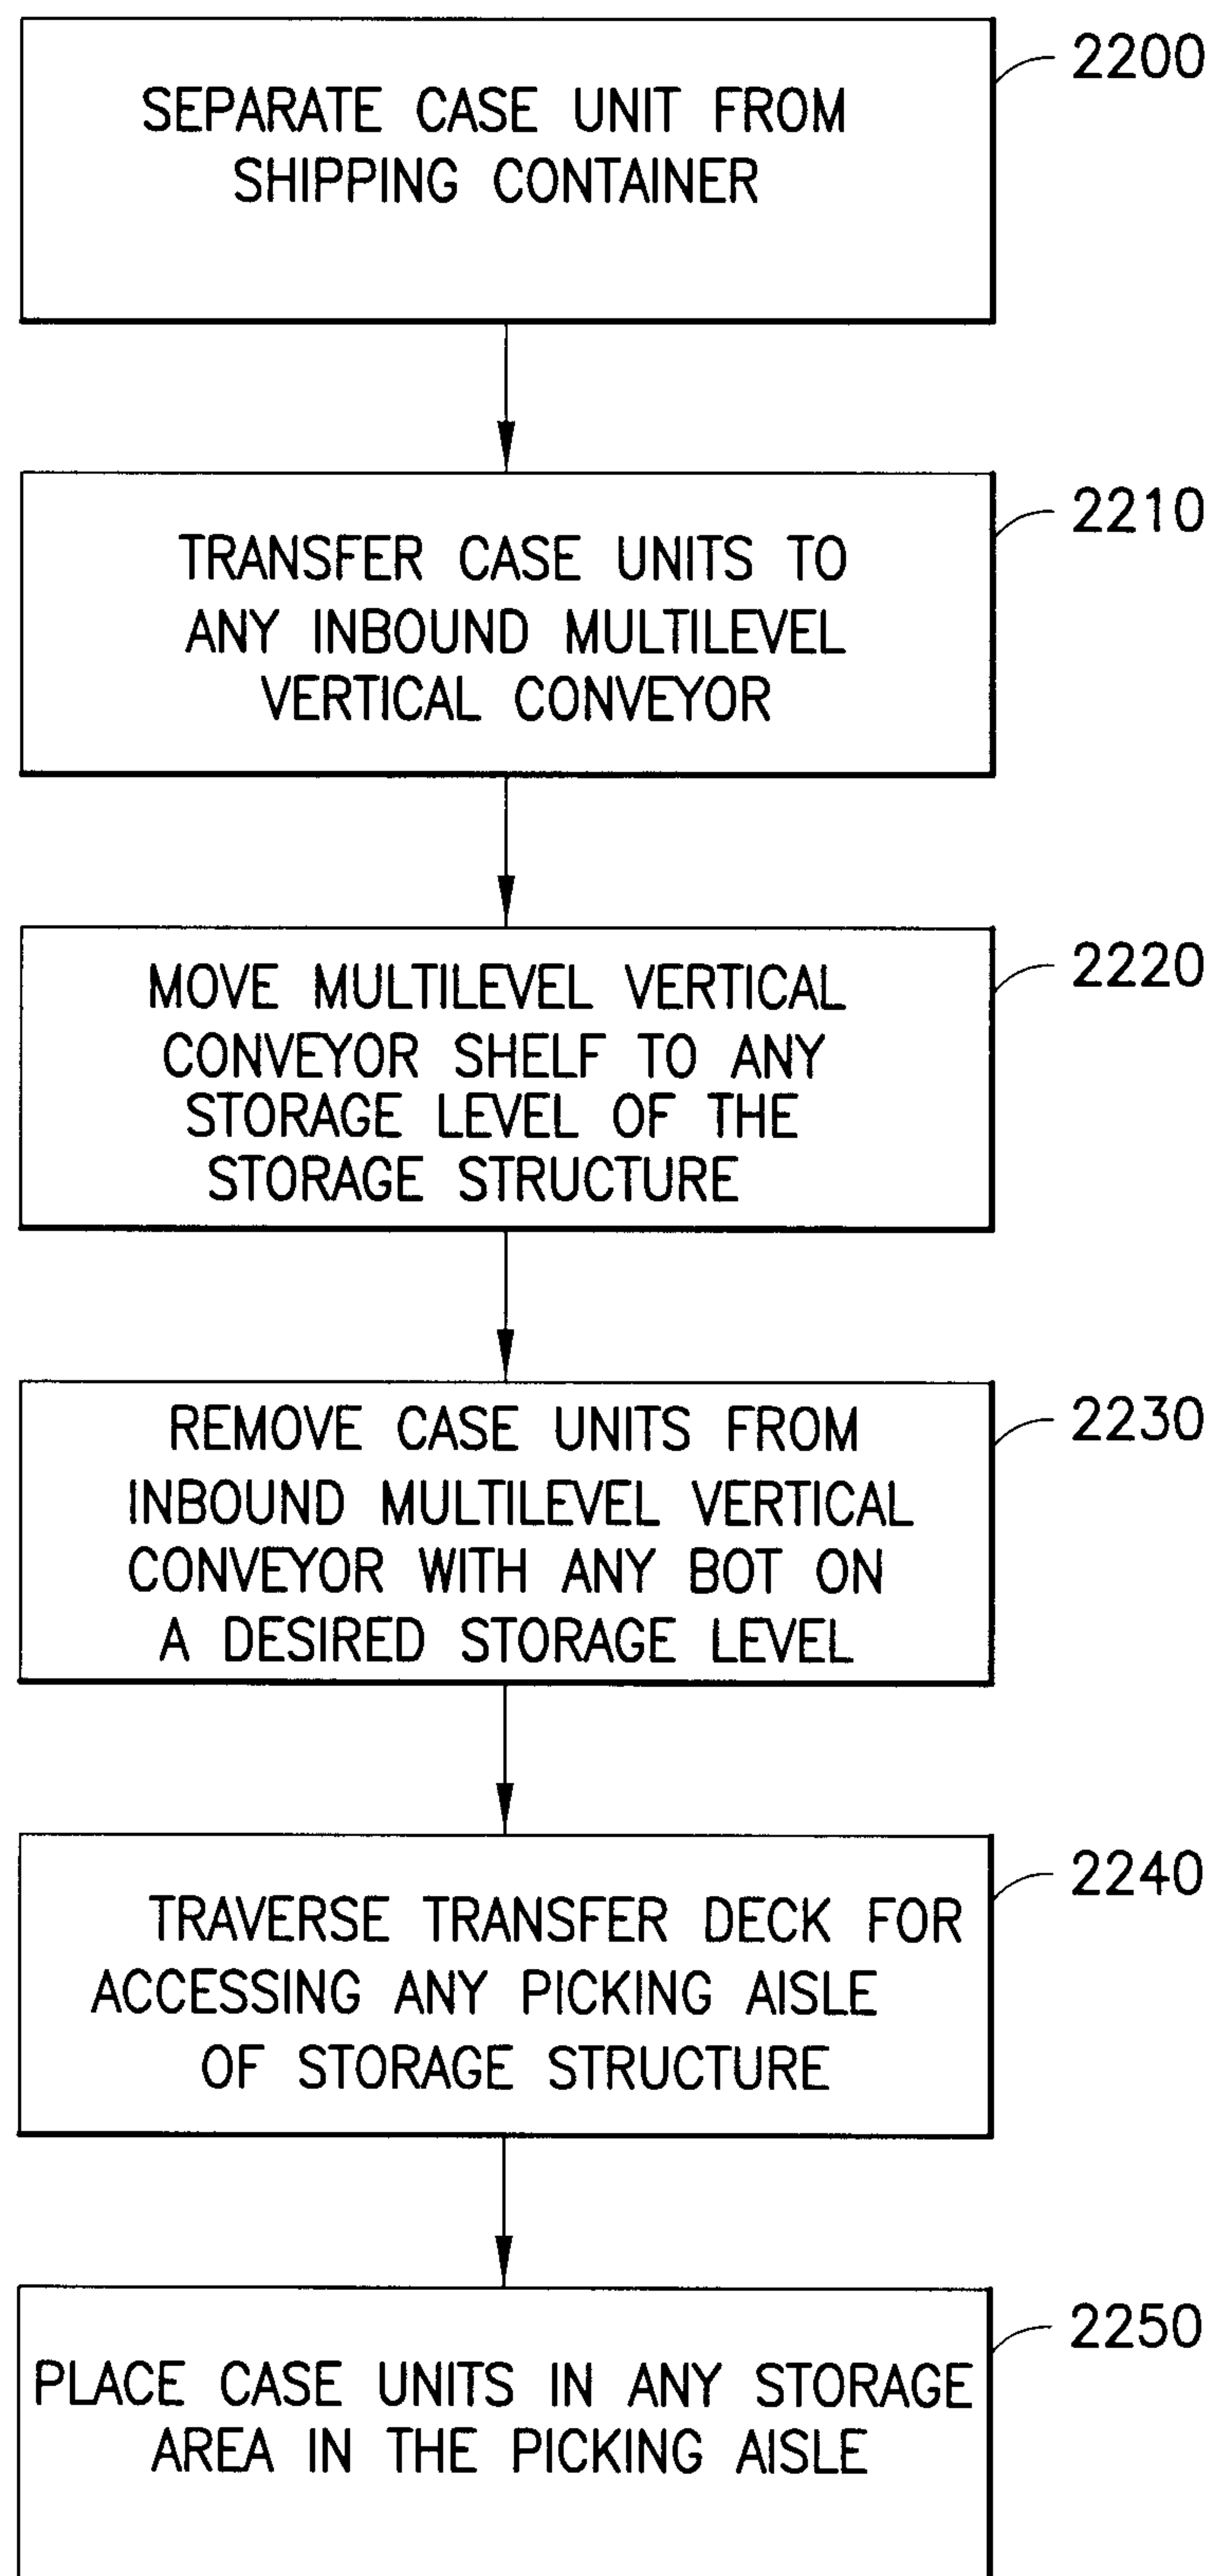 SEPARATE CASE UNIT FROM
SHIPPING CONTAINER
2200
TRANSFER CASE UNITS TO
ANY INBOUND MULTILEVEL
VERTICAL CONVEYOR
2210
MOVE MULTILEVEL VERTICAL
CONVEYOR SHELF TO ANY
STORAGE LEVEL OF THE
STORAGE STRUCTURE
2220
REMOVE CASE UNITS FROM
INBOUND MULTILEVEL VERTICAL
CONVEYOR WITH ANY BOT ON
A DESIRED STORAGE LEVEL
2230
TRAVERSE TRANSFER DECK FOR
ACCESSING ANY PICKING AISLE
OF STORAGE STRUCTURE
2240
PLACE CASE UNITS IN ANY STORAGE
AREA IN THE PICKING AISLE
2250